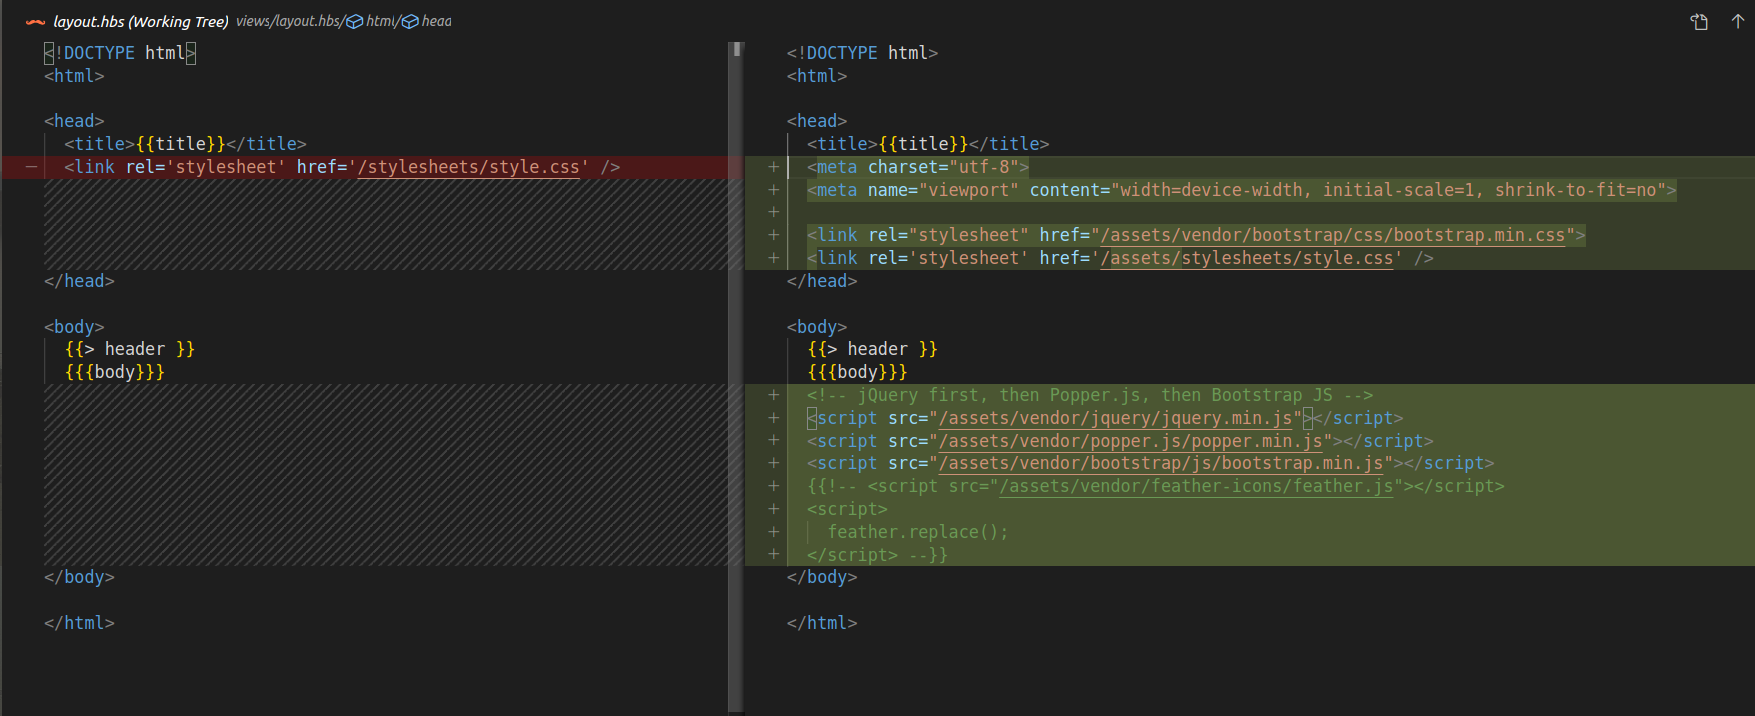 layout.hbs (Working Tree) views/layout.hbs/html/head
<!DOCTYPE html>
<html>
<head>
<title>{{title}}</title>
− <link rel='stylesheet' href='/stylesheets/style.css' />
</head>
<body>
{{> header }}
{{{body}}}
</body>
</html>
<!DOCTYPE html>
<html>
<head>
<title>{{title}}</title>
+ <meta charset="utf-8">
+ <meta name="viewport" content="width=device-width, initial-scale=1, shrink-to-fit=no">
+
+ <link rel="stylesheet" href="/assets/vendor/bootstrap/css/bootstrap.min.css">
+ <link rel='stylesheet' href='/assets/stylesheets/style.css' />
</head>
<body>
{{> header }}
{{{body}}}
+ <!-- jQuery first, then Popper.js, then Bootstrap JS -->
+ <script src="/assets/vendor/jquery/jquery.min.js"></script>
+ <script src="/assets/vendor/popper.js/popper.min.js"></script>
+ <script src="/assets/vendor/bootstrap/js/bootstrap.min.js"></script>
+ {{!-- <script src="/assets/vendor/feather-icons/feather.js"></script>
+ <script>
+ feather.replace();
+ </script> --}}
</body>
</html>